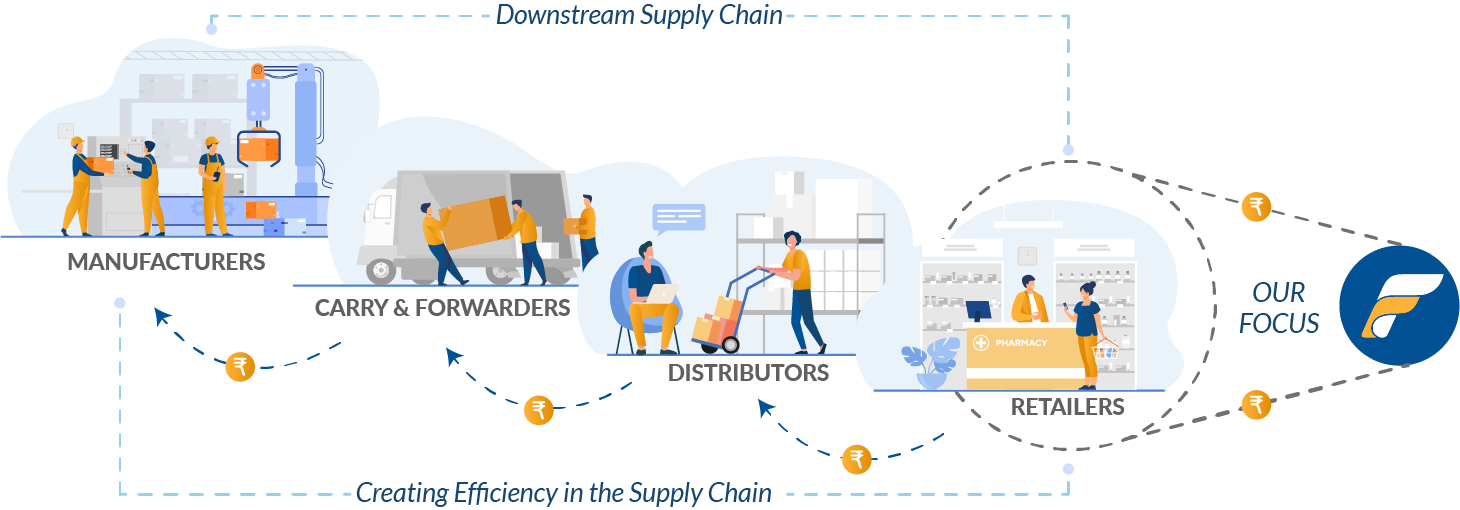 Downstream Supply Chain
MANUFACTURERS
CARRY & FORWARDERS
DISTRIBUTORS
PHARMACY
RETAILERS
OUR
FOCUS
₹
₹
₹
₹
₹
Creating Efficiency in the Supply Chain